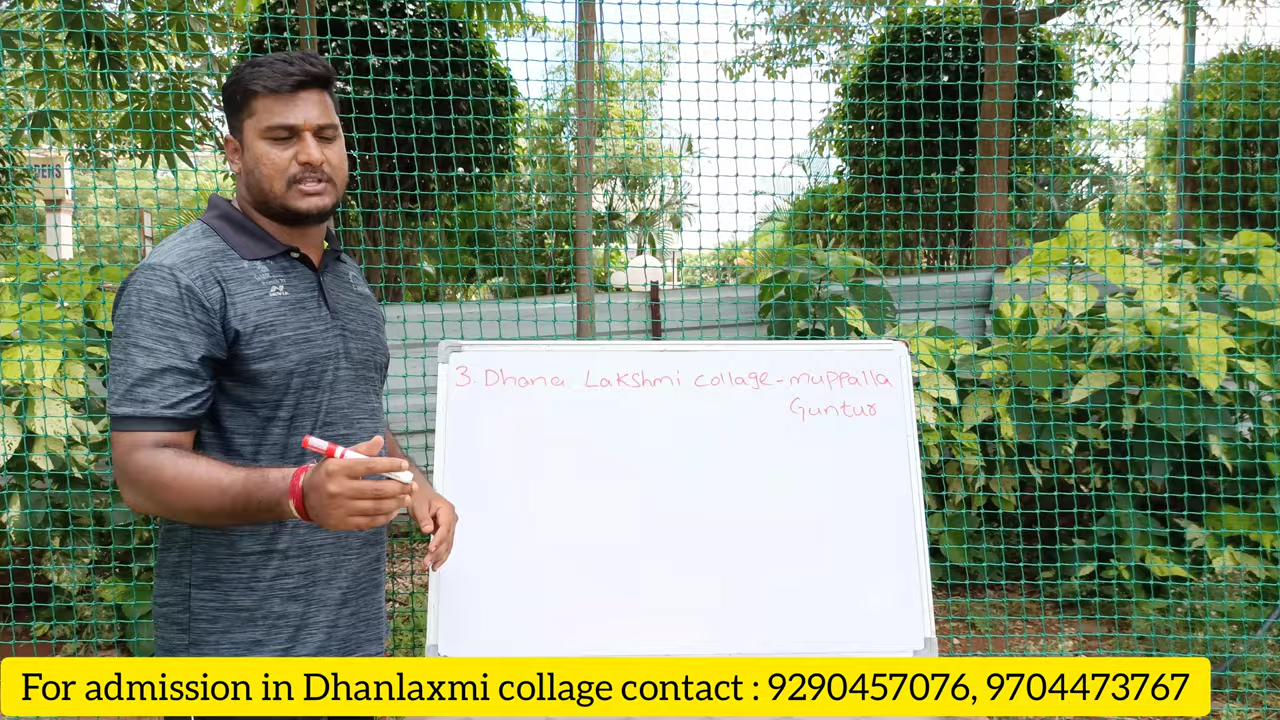 3. Dhana Lakshmi collage-muppalla
Guntur
For admission in Dhanlaxmi collage contact : 9290457076, 9704473767